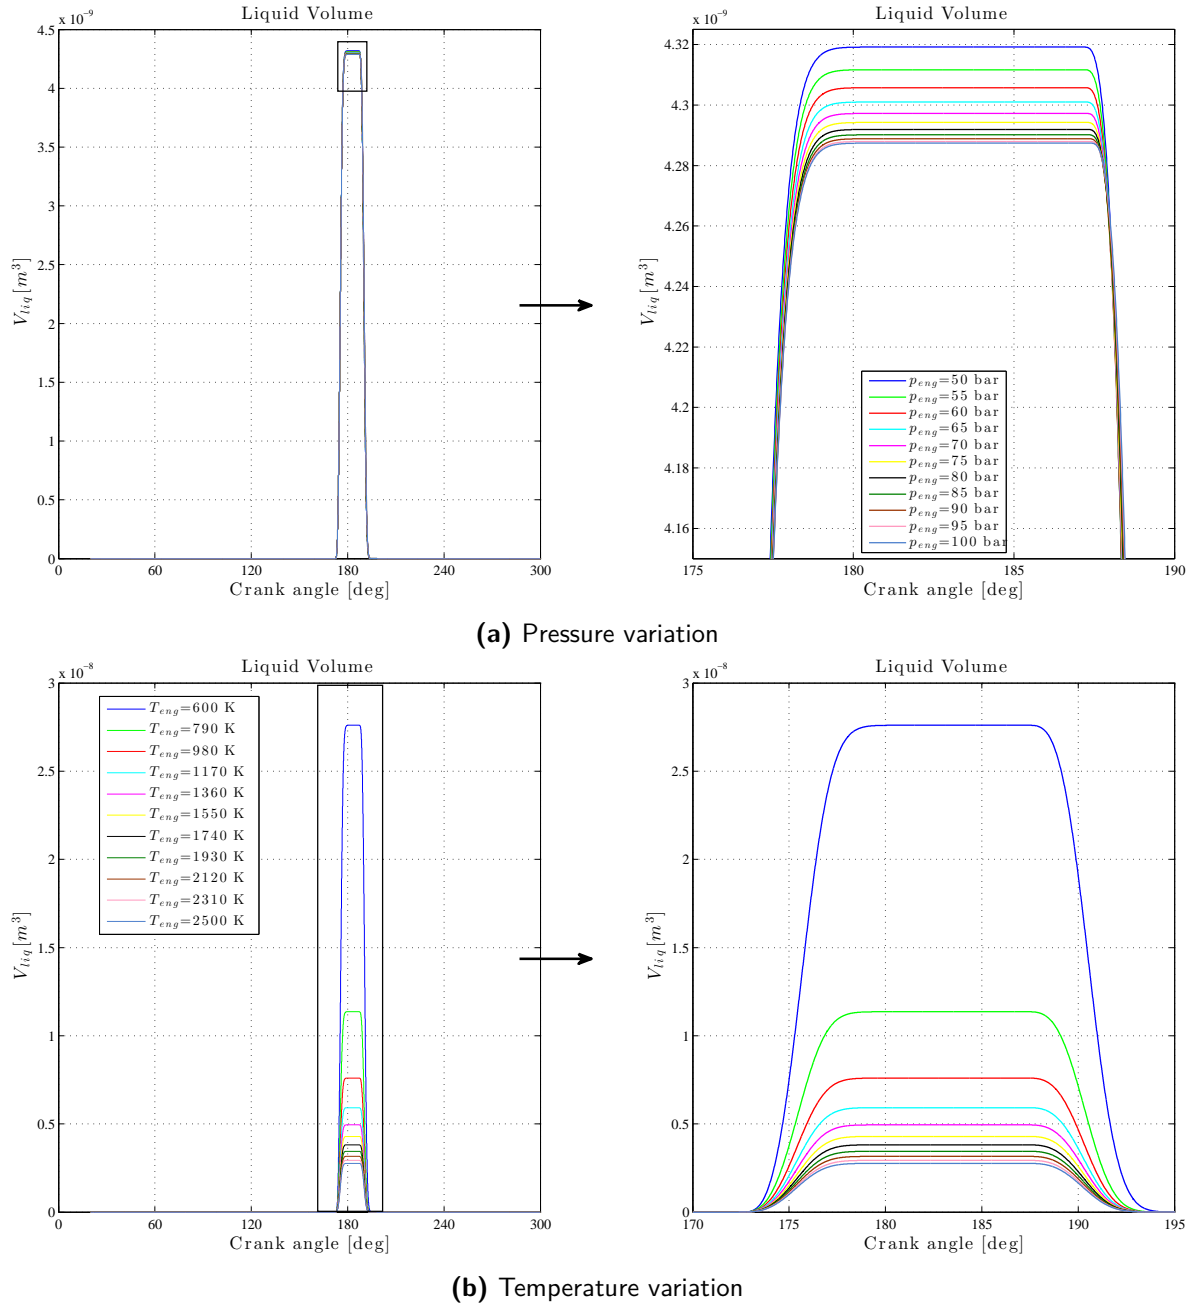 Liquid Volume
x 10⁻⁹
4.5
4
3.5
3
2.5
2
1.5
1
0.5
0
V_liq [m³]
0 60 120 180 240 300
Crank angle [deg]
Liquid Volume
x 10⁻⁹
4.32
4.3
4.28
4.26
4.24
4.22
4.2
4.18
4.16
V_liq [m³]
p_eng=50 bar
p_eng=55 bar
p_eng=60 bar
p_eng=65 bar
p_eng=70 bar
p_eng=75 bar
p_eng=80 bar
p_eng=85 bar
p_eng=90 bar
p_eng=95 bar
p_eng=100 bar
175 180 185 190
Crank angle [deg]
(a) Pressure variation
Liquid Volume
x 10⁻⁸
3
2.5
2
1.5
1
0.5
0
V_liq [m³]
T_eng=600 K
T_eng=790 K
T_eng=980 K
T_eng=1170 K
T_eng=1360 K
T_eng=1550 K
T_eng=1740 K
T_eng=1930 K
T_eng=2120 K
T_eng=2310 K
T_eng=2500 K
0 60 120 180 240 300
Crank angle [deg]
Liquid Volume
x 10⁻⁸
3
2.5
2
1.5
1
0.5
0
V_liq [m³]
170 175 180 185 190 195
Crank angle [deg]
(b) Temperature variation